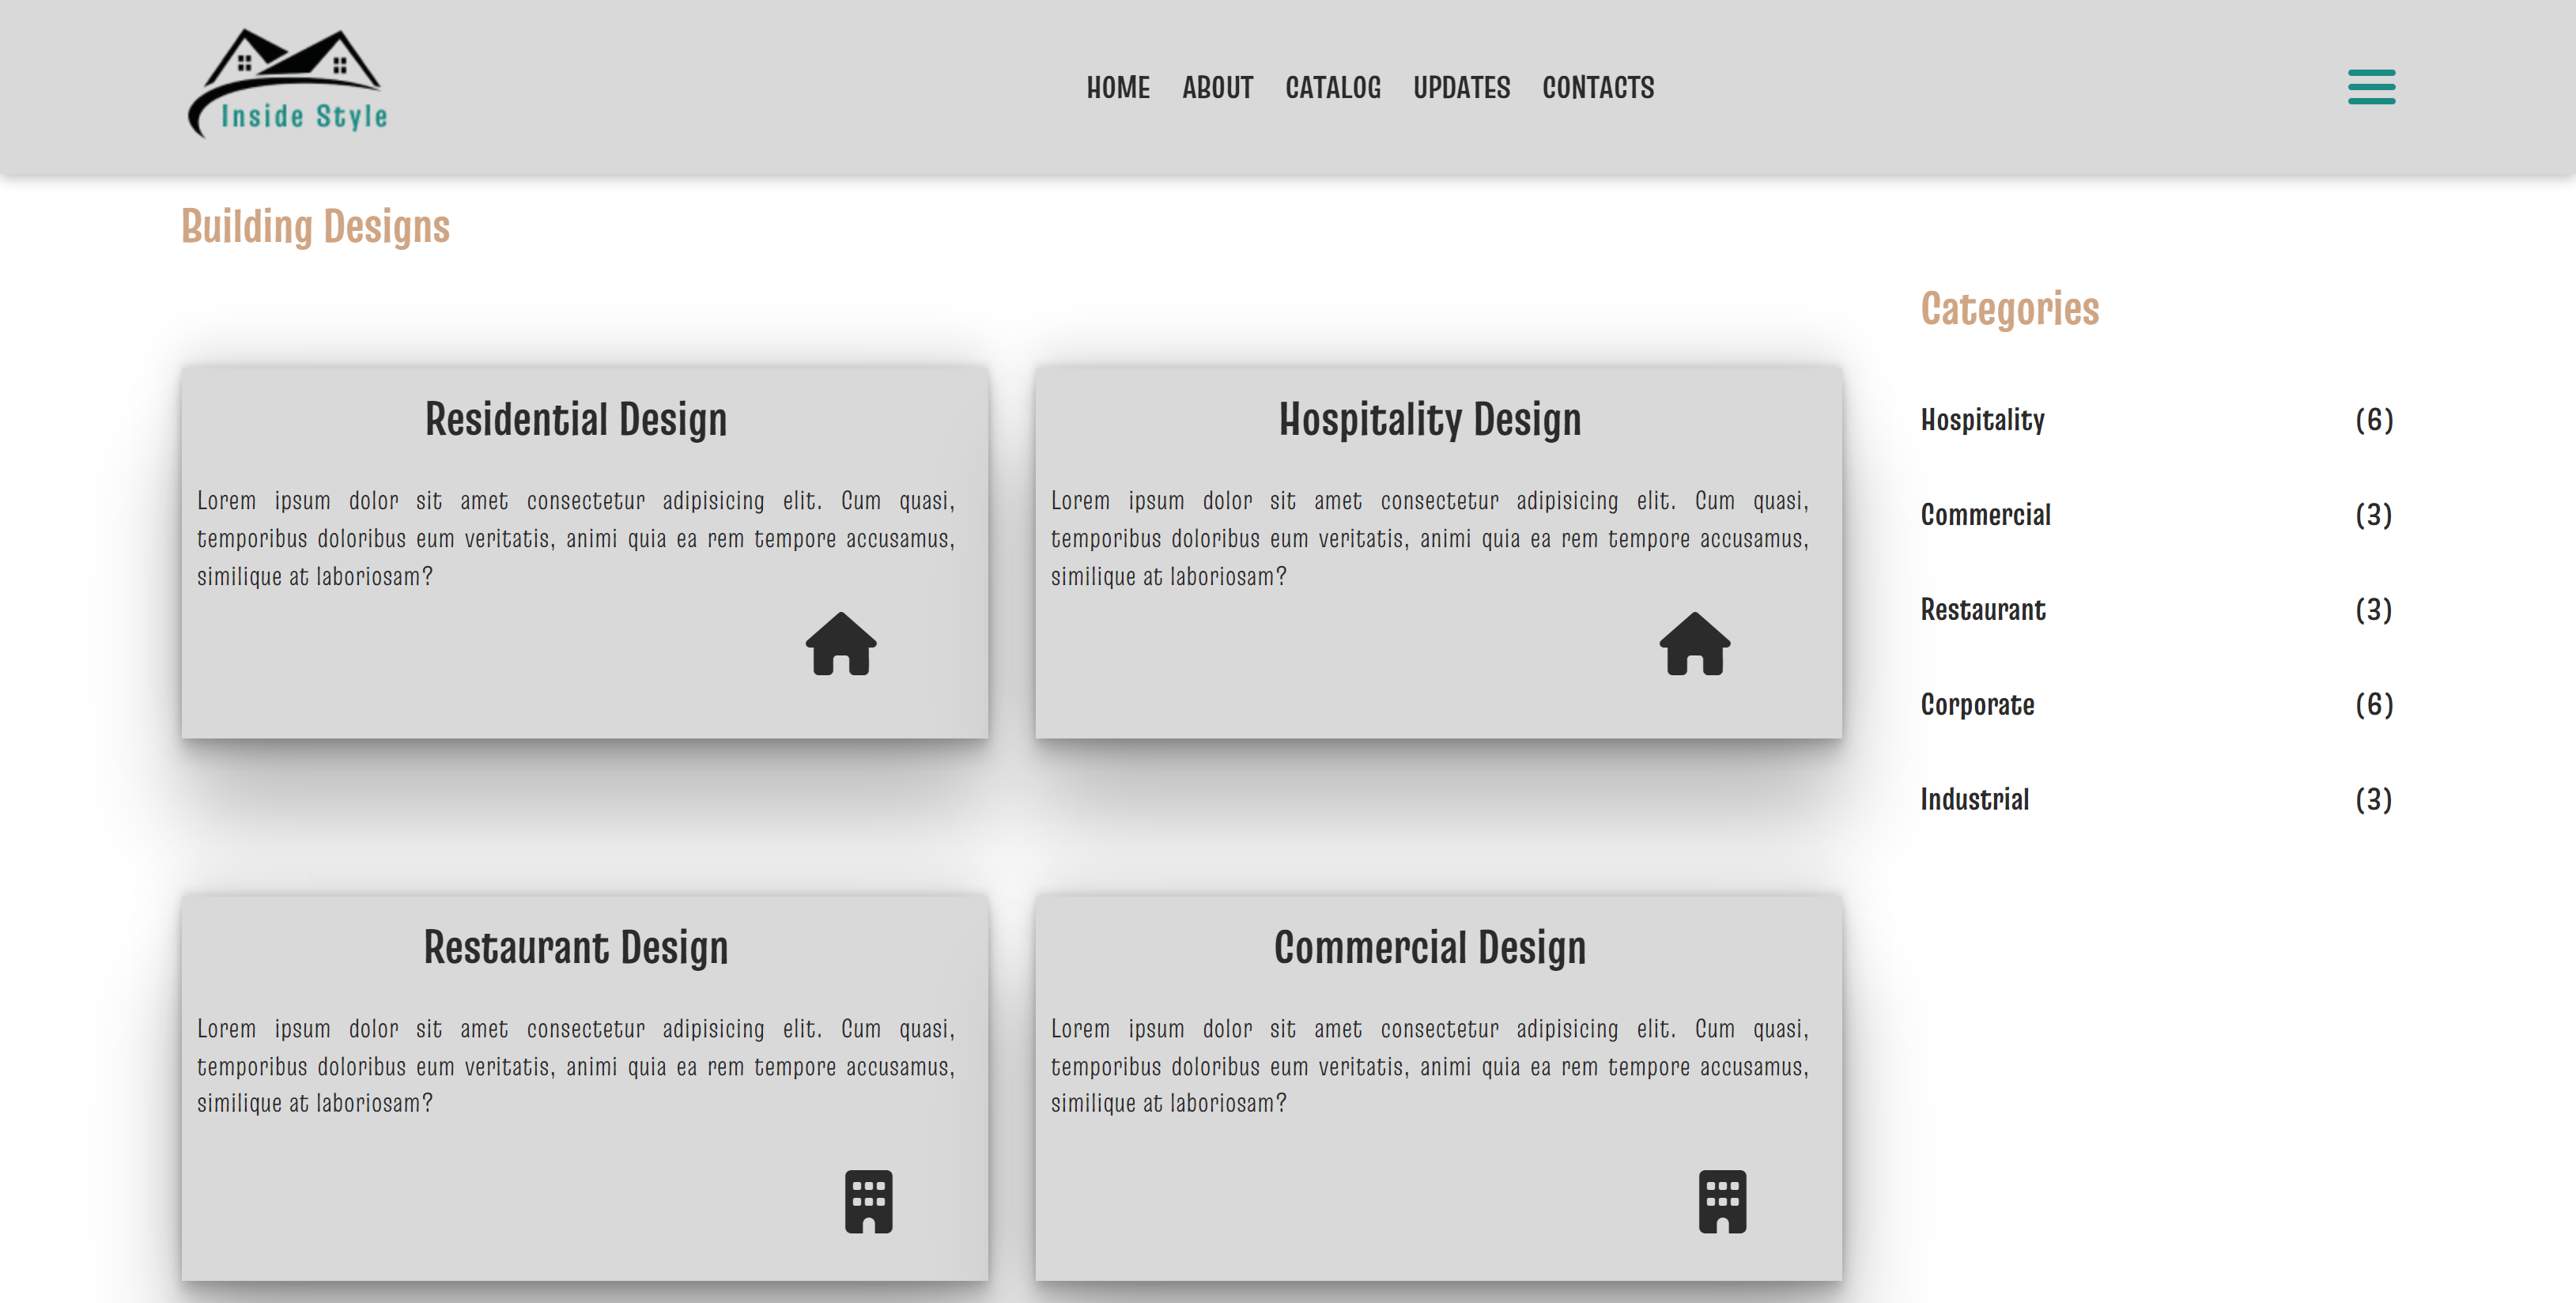 Inside Style
HOME ABOUT CATALOG UPDATES CONTACTS
Building Designs
Residential Design
Lorem ipsum dolor sit amet consectetur adipisicing elit. Cum quasi,
temporibus doloribus eum veritatis, animi quia ea rem tempore accusamus,
similique at laboriosam?
Hospitality Design
Lorem ipsum dolor sit amet consectetur adipisicing elit. Cum quasi,
temporibus doloribus eum veritatis, animi quia ea rem tempore accusamus,
similique at laboriosam?
Restaurant Design
Lorem ipsum dolor sit amet consectetur adipisicing elit. Cum quasi,
temporibus doloribus eum veritatis, animi quia ea rem tempore accusamus,
similique at laboriosam?
Commercial Design
Lorem ipsum dolor sit amet consectetur adipisicing elit. Cum quasi,
temporibus doloribus eum veritatis, animi quia ea rem tempore accusamus,
similique at laboriosam?
Categories
Hospitality (6)
Commercial (3)
Restaurant (3)
Corporate (6)
Industrial (3)